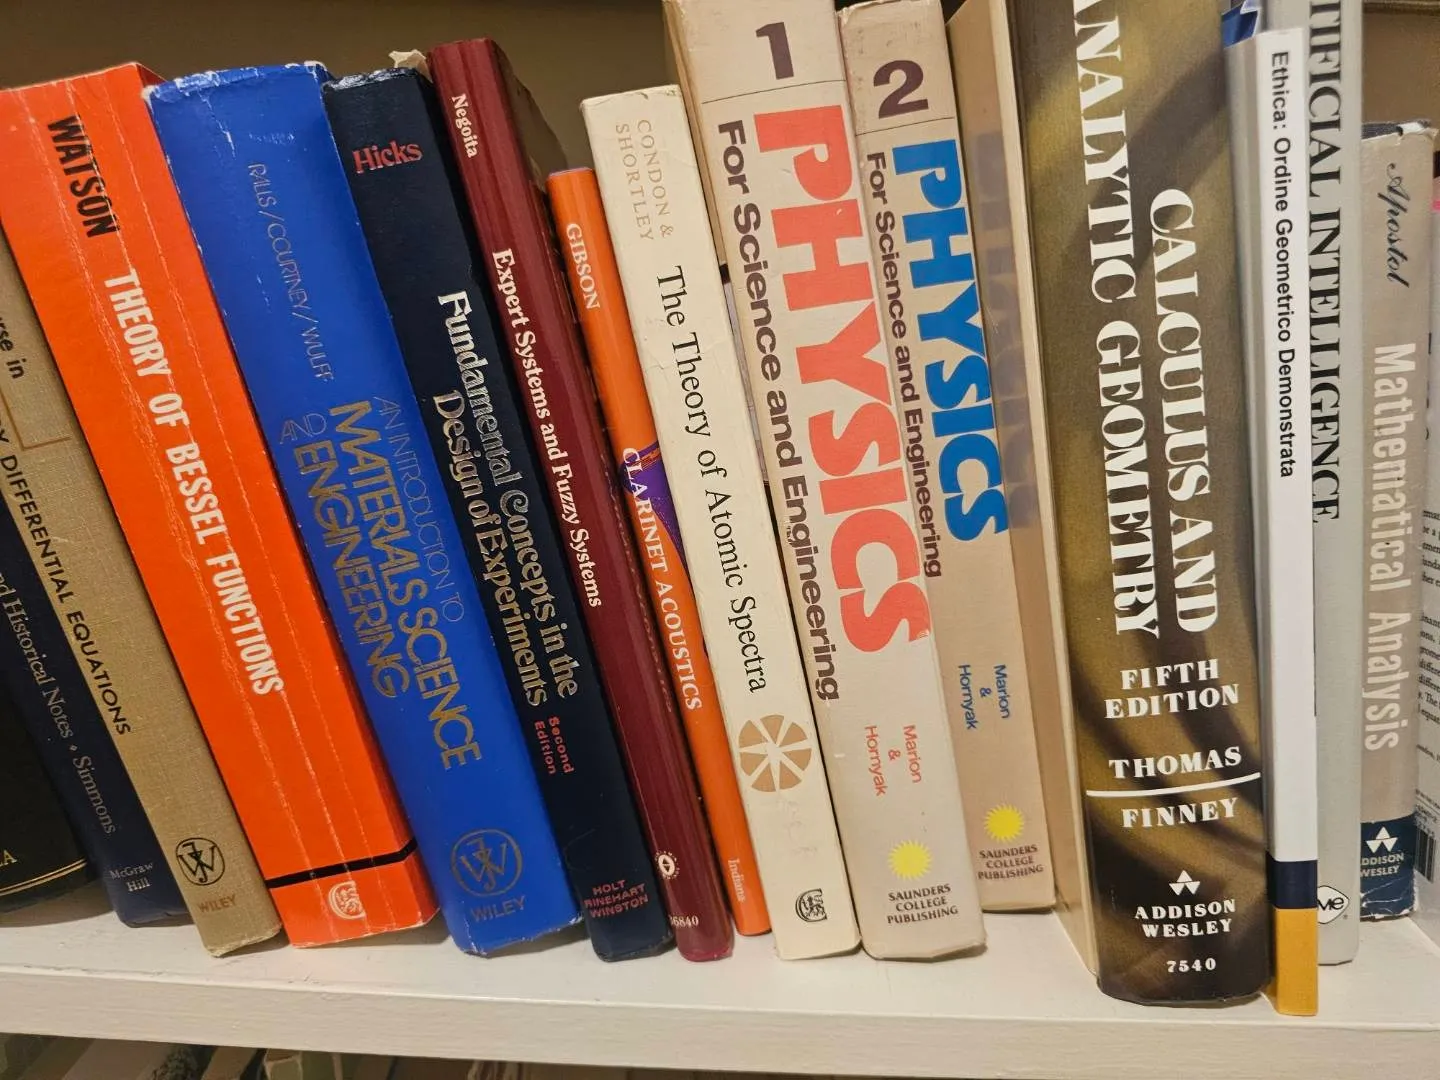 A
nd Historical Notes • Simmons
McGraw
Hill
rse in
DIFFERENTIAL EQUATIONS
WILEY
WATSON
THEORY OF BESSEL FUNCTIONS
RALLS / COURTNEY / WULFF
AN INTRODUCTION TO
MATERIALS SCIENCE
AND ENGINEERING
WILEY
Hicks
Fundamental Concepts in the
Design of Experiments
Second
Edition
HOLT
RINEHART
WINSTON
Negoita
Expert Systems and Fuzzy Systems
6840
GIBSON
CLARINET ACOUSTICS
Indiana
CONDON &
SHORTLEY
The Theory of Atomic Spectra
1
PHYSICS
For Science and Engineering
Marion
&
Hornyak
SAUNDERS
COLLEGE
PUBLISHING
2
PHYSICS
For Science and Engineering
Marion
&
Hornyak
SAUNDERS
COLLEGE
PUBLISHING
CALCULUS AND
ANALYTIC GEOMETRY
FIFTH
EDITION
THOMAS
FINNEY
ADDISON
WESLEY
7540
Ethica: Ordine Geometrico Demonstrata
TIFICIAL INTELLIGENCE
Me
Apostol
Mathematical Analysis
ADDISON
WESLEY